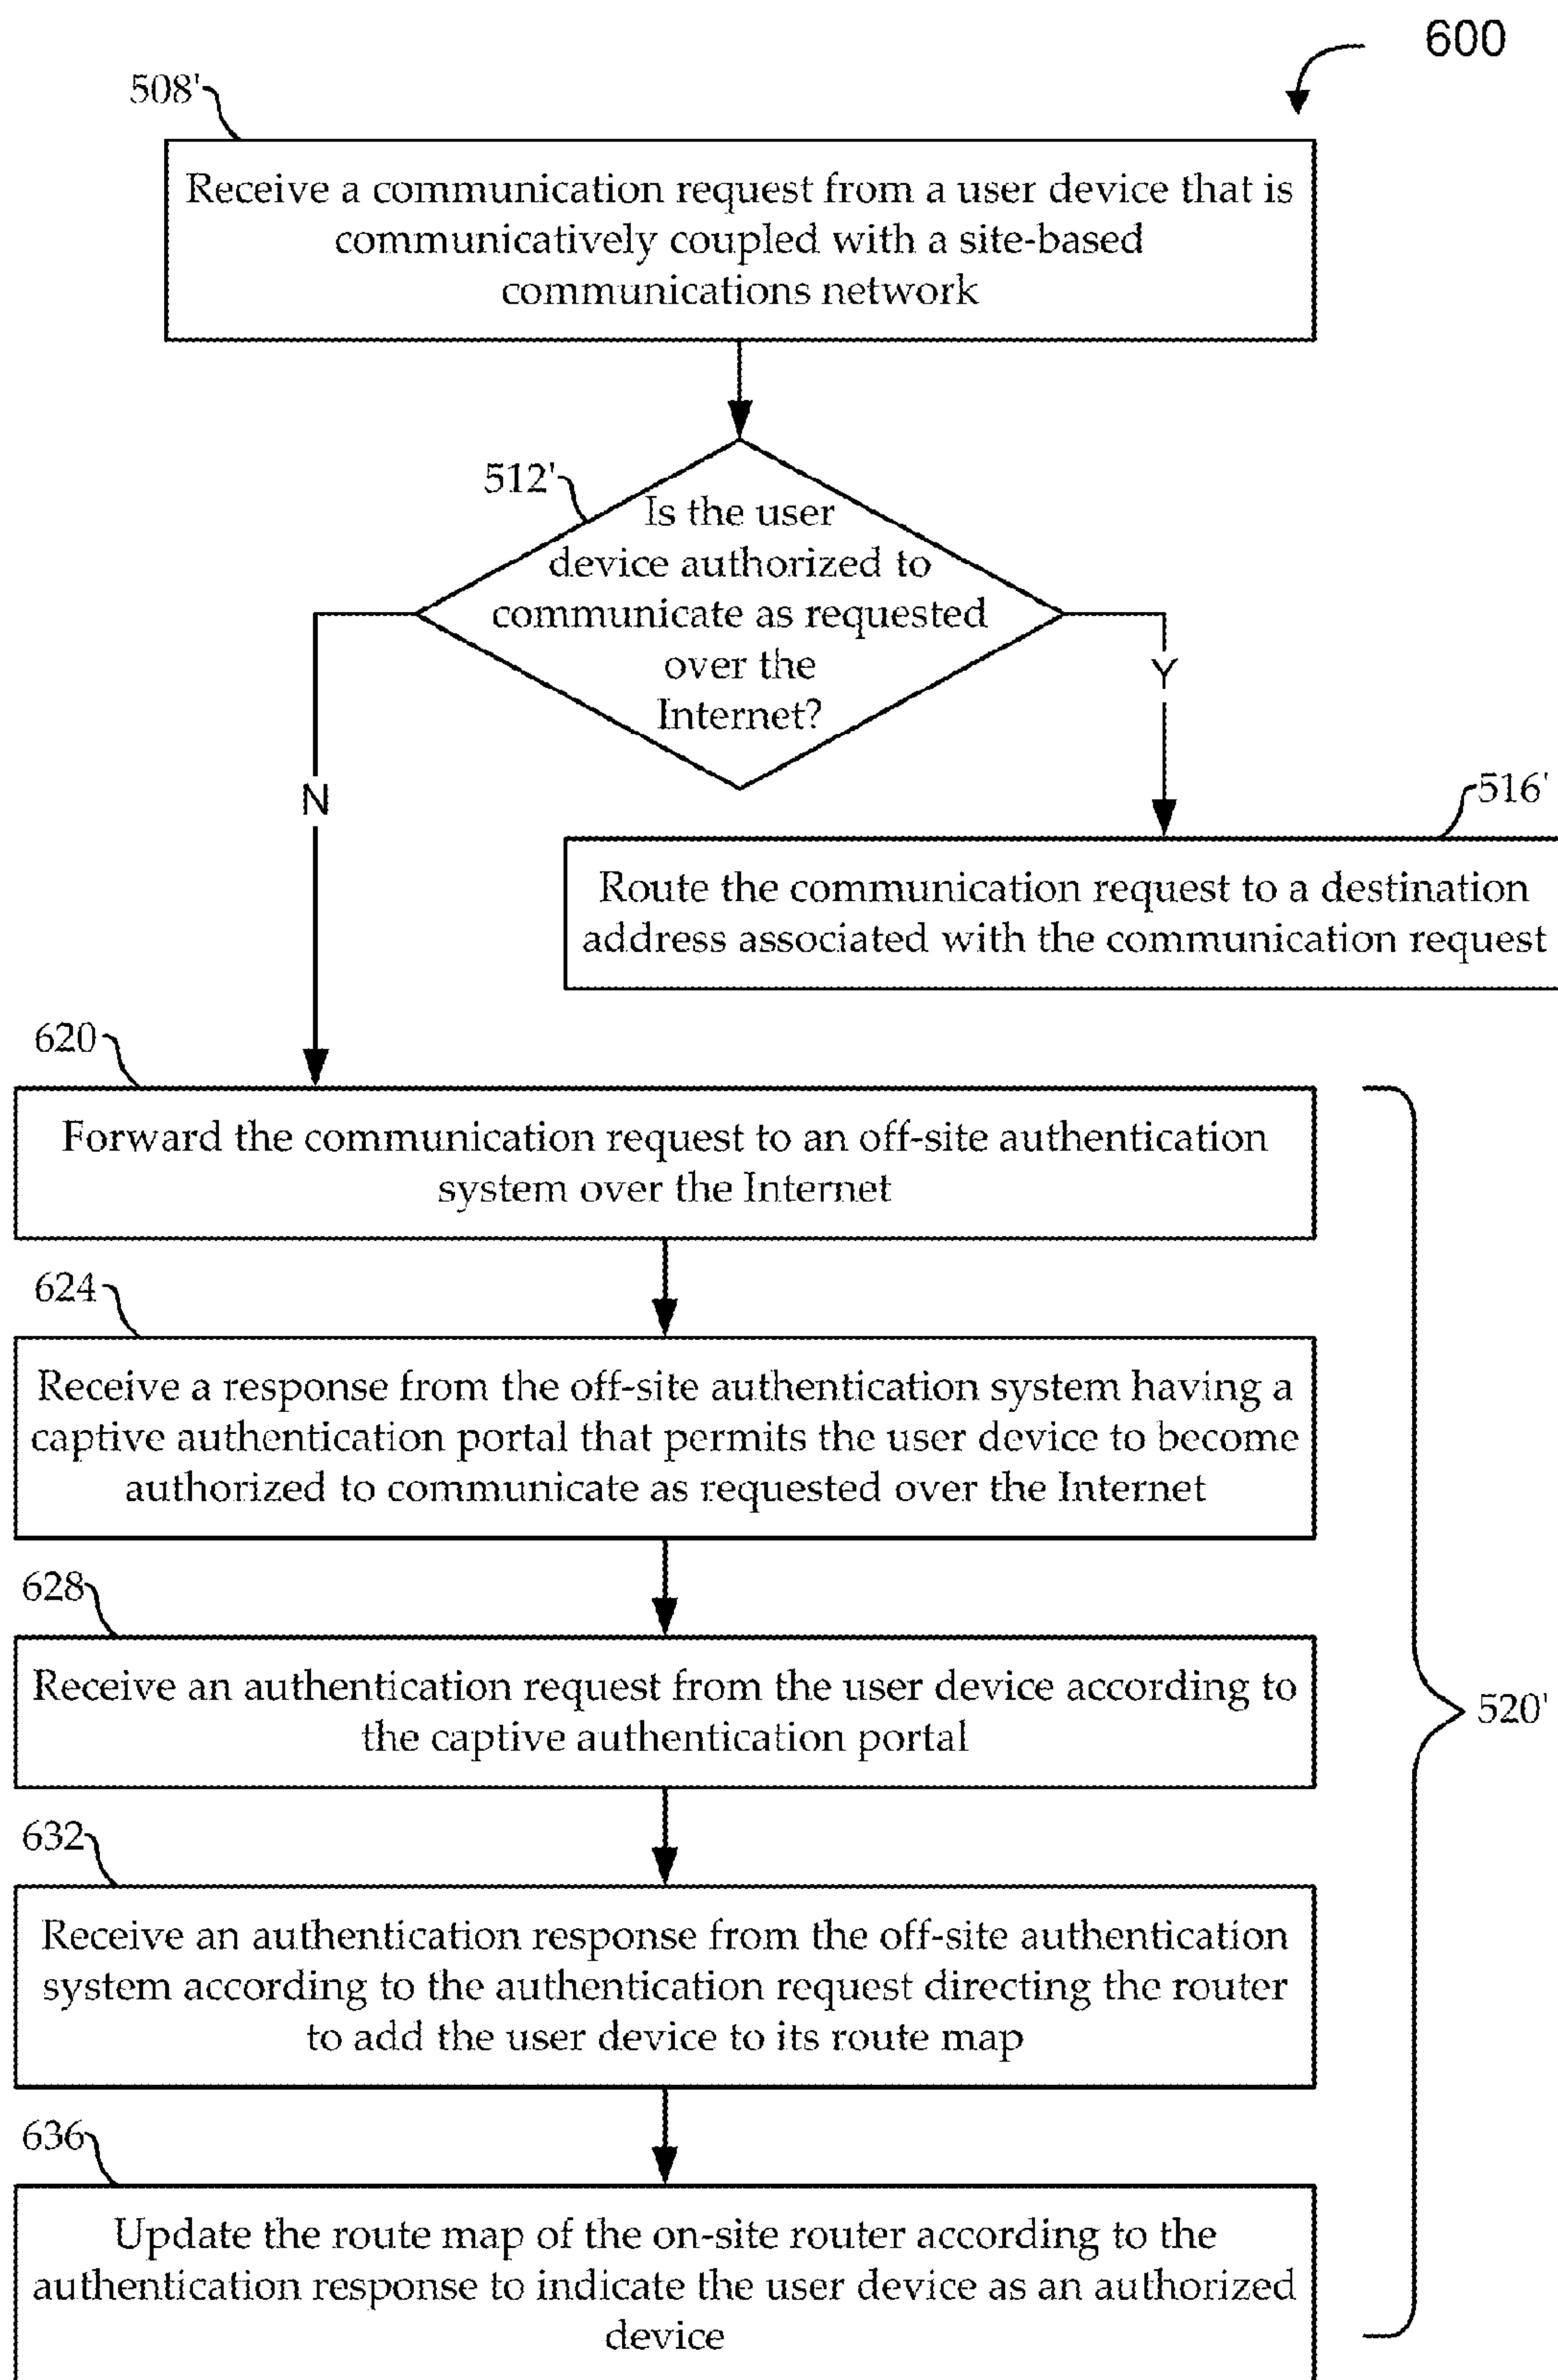 600
508'
Receive a communication request from a user device that is
communicatively coupled with a site-based
communications network
512'
Is the user
device authorized to
communicate as requested
over the
Internet?
Y
N
516'
Route the communication request to a destination
address associated with the communication request
620
Forward the communication request to an off-site authentication
system over the Internet
624
Receive a response from the off-site authentication system having a
captive authentication portal that permits the user device to become
authorized to communicate as requested over the Internet
628
Receive an authentication request from the user device according to
the captive authentication portal
520'
632
Receive an authentication response from the off-site authentication
system according to the authentication request directing the router
to add the user device to its route map
636
Update the route map of the on-site router according to the
authentication response to indicate the user device as an authorized
device